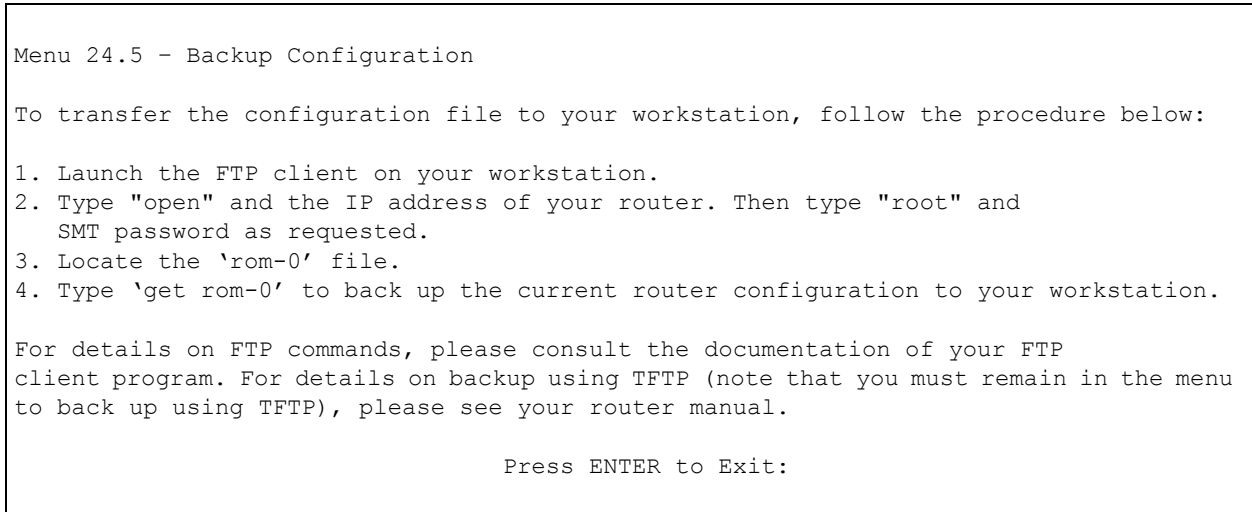 Menu 24.5 – Backup Configuration
To transfer the configuration file to your workstation, follow the procedure below:
1. Launch the FTP client on your workstation.
2. Type "open" and the IP address of your router. Then type "root" and
SMT password as requested.
3. Locate the ‘rom-0’ file.
4. Type ‘get rom-0’ to back up the current router configuration to your workstation.
For details on FTP commands, please consult the documentation of your FTP
client program. For details on backup using TFTP (note that you must remain in the menu
to back up using TFTP), please see your router manual.
Press ENTER to Exit: